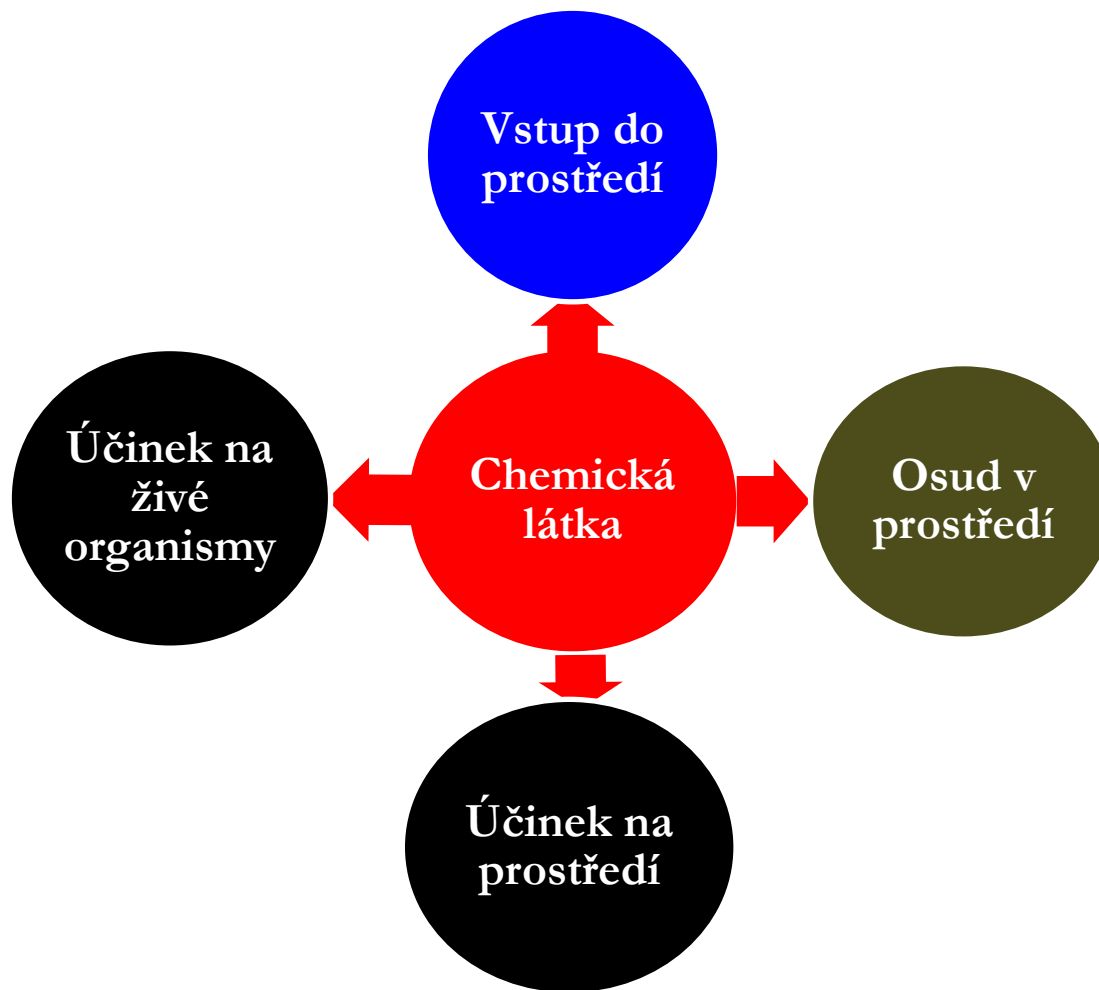 Vstup do
prostředí
Účinek na
živé
organismy
Chemická
látka
Osud v
prostředí
Účinek na
prostředí